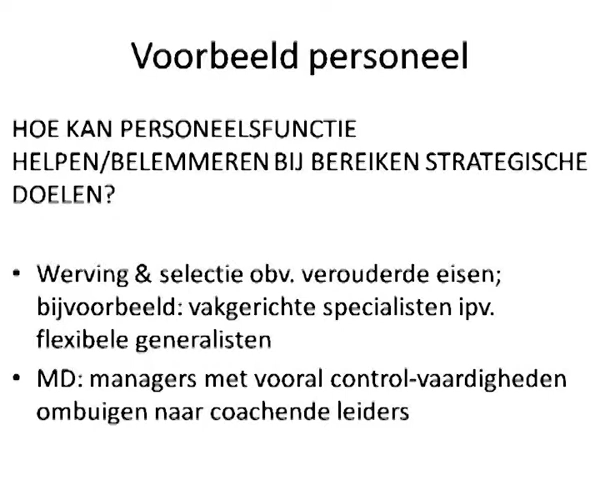 Voorbeeld personeel
HOE KAN PERSONEELSFUNCTIE
HELPEN/BELEMMEREN BIJ BEREIKEN STRATEGISCHE
DOELEN?
• Werving & selectie obv. verouderde eisen;
bijvoorbeeld: vakgerichte specialisten ipv.
flexibele generalisten
• MD: managers met vooral control-vaardigheden
ombuigen naar coachende leiders